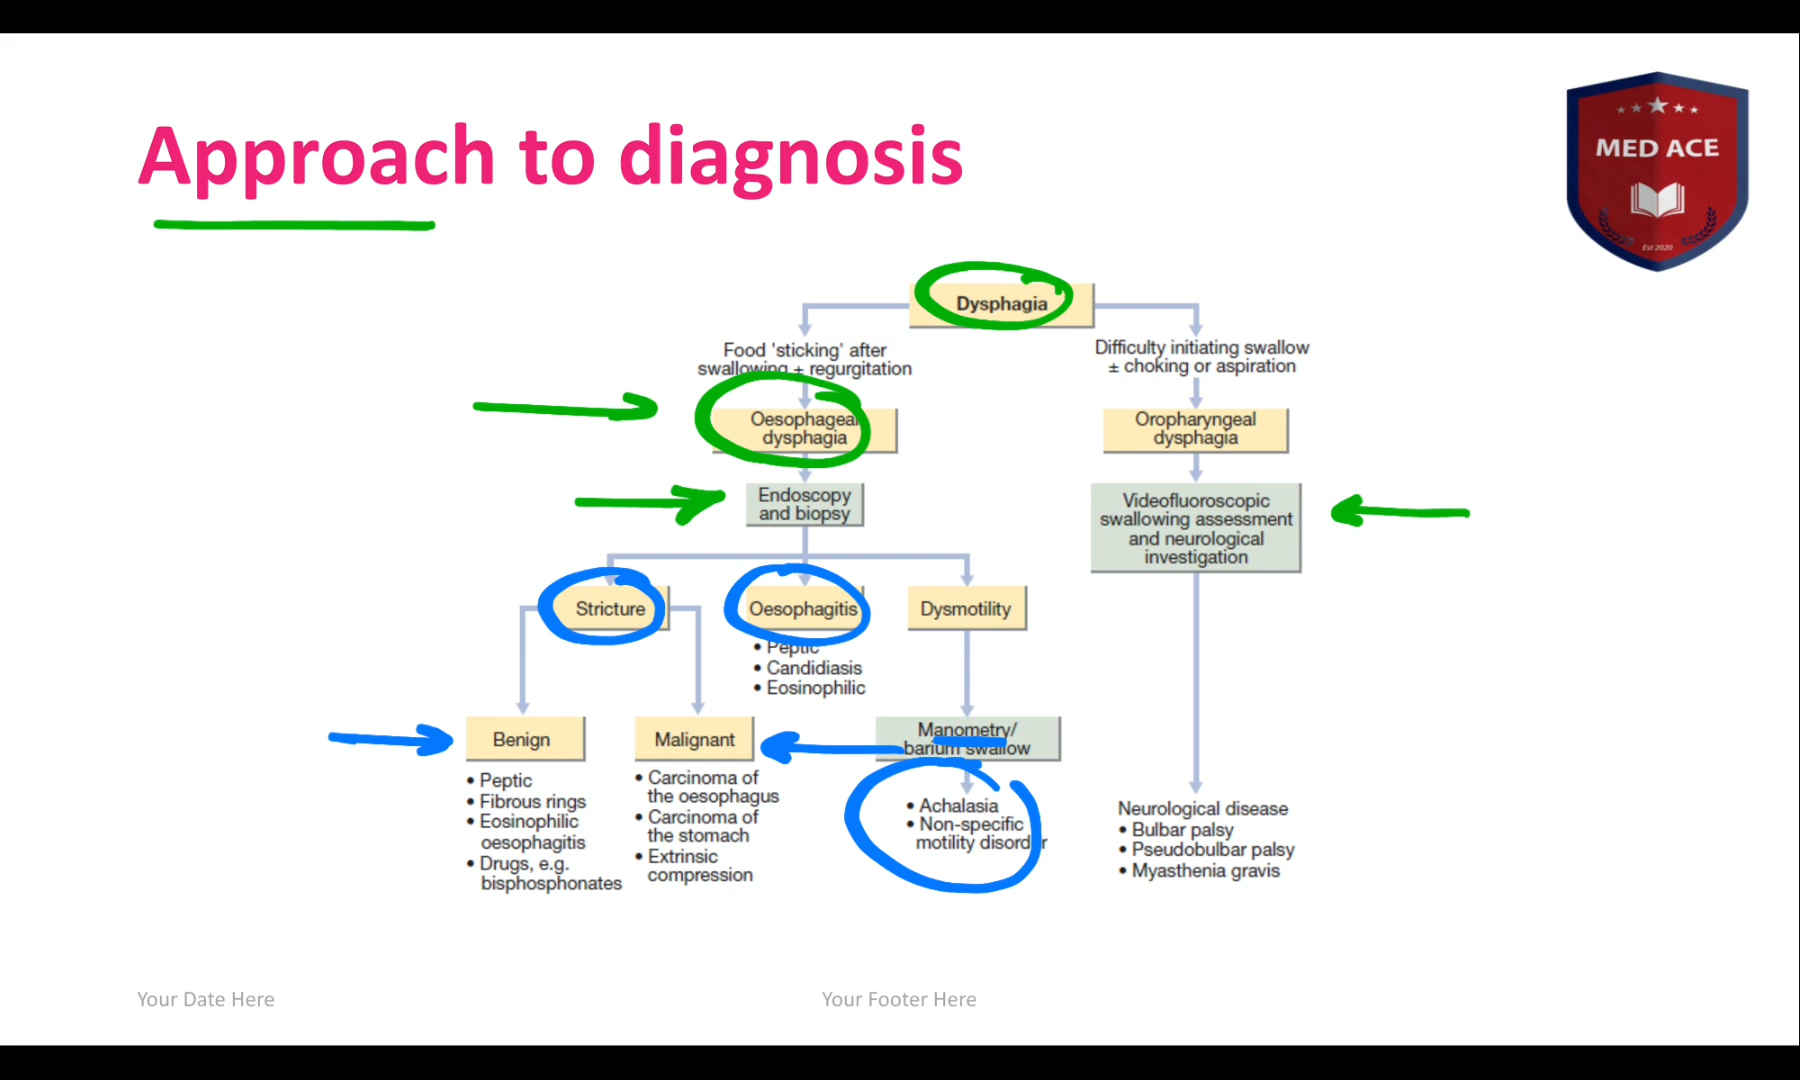 Approach to diagnosis
MED ACE
Est 2020
Dysphagia
Food 'sticking' after
swallowing ± regurgitation
Difficulty initiating swallow
± choking or aspiration
Oesophageal
dysphagia
Oropharyngeal
dysphagia
Endoscopy
and biopsy
Videofluoroscopic
swallowing assessment
and neurological
investigation
Stricture
Oesophagitis
Dysmotility
• Peptic
• Candidiasis
• Eosinophilic
Benign
Malignant
Manometry/
barium swallow
• Peptic
• Fibrous rings
• Eosinophilic
oesophagitis
• Drugs, e.g.
bisphosphonates
• Carcinoma of
the oesophagus
• Carcinoma of
the stomach
• Extrinsic
compression
• Achalasia
• Non-specific
motility disorder
Neurological disease
• Bulbar palsy
• Pseudobulbar palsy
• Myasthenia gravis
Your Date Here
Your Footer Here